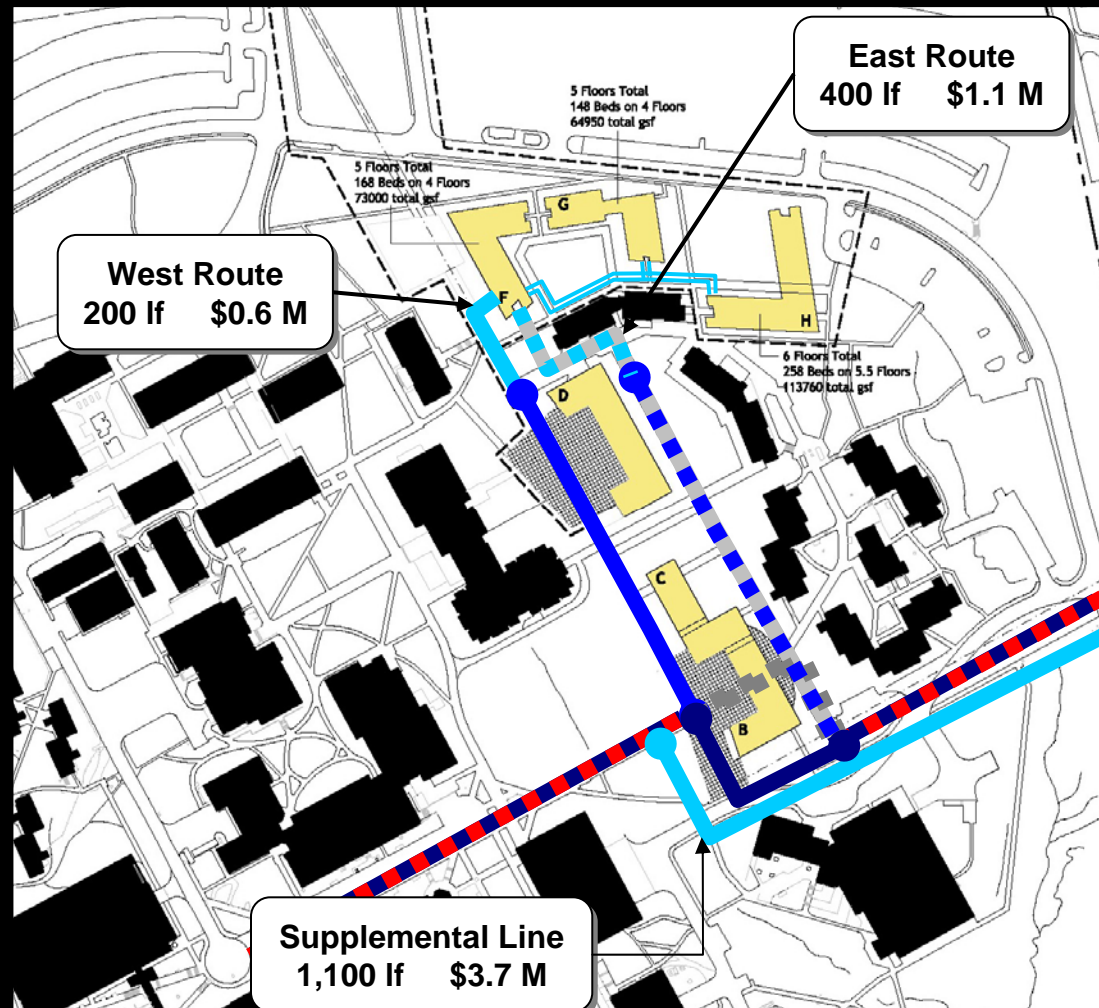 East Route
400 lf $1.1 M
5 Floors Total
148 Beds on 4 Floors
64950 total gsf
5 Floors Total
168 Beds on 4 Floors
73000 total gsf
G
West Route
200 lf $0.6 M
F
H
6 Floors Total
258 Beds on 5.5 Floors
113760 total gsf
D
C
B
Supplemental Line
1,100 lf $3.7 M